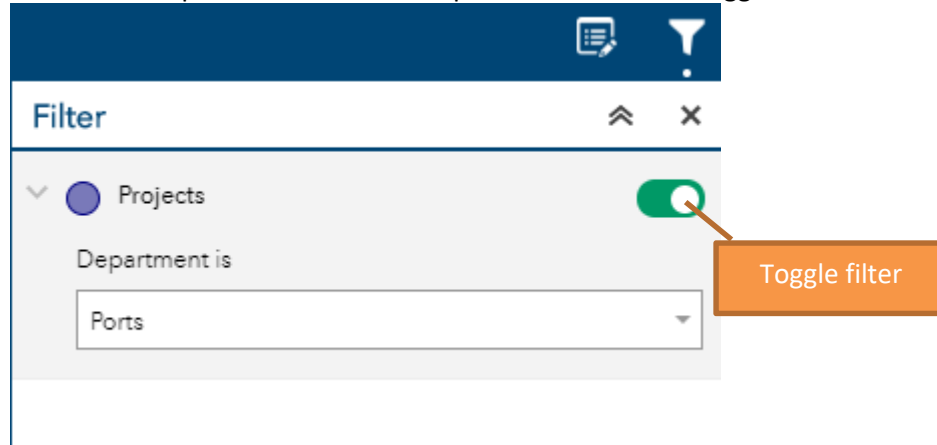 Filter
Projects
Department is
Toggle filter
Ports